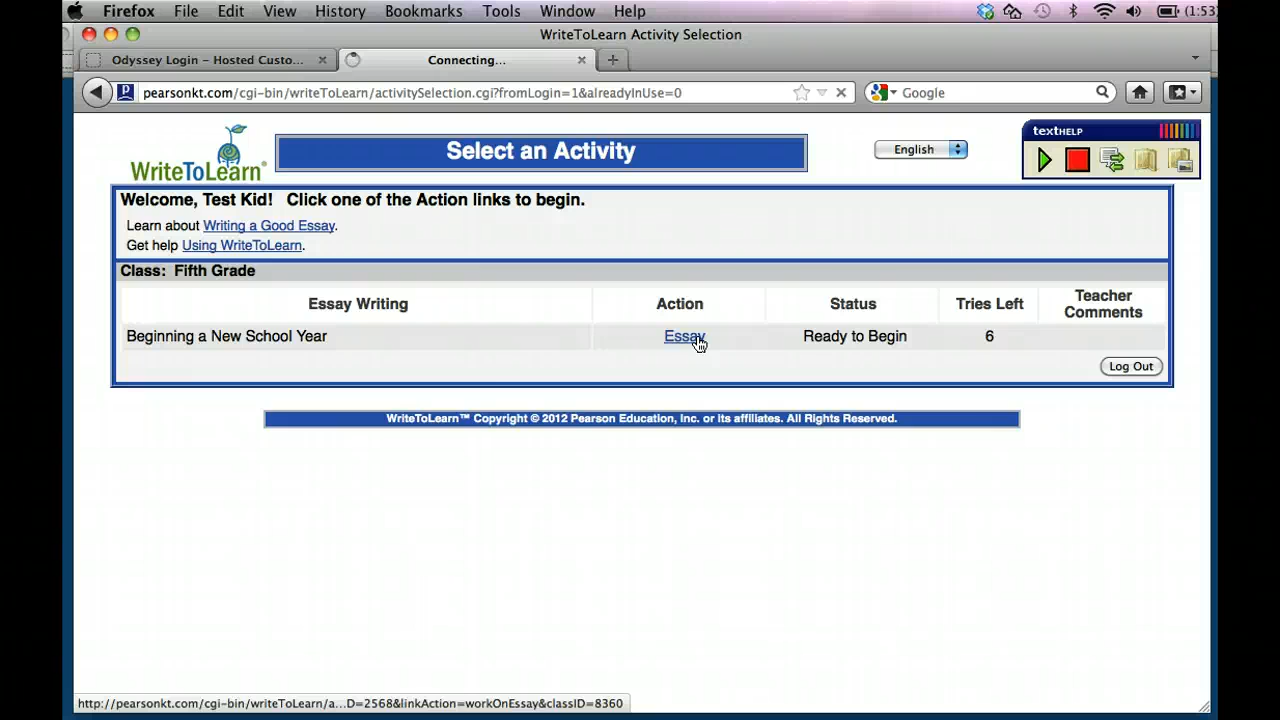 Firefox File Edit View History Bookmarks Tools Window Help (1:53
WriteToLearn Activity Selection
Odyssey Login – Hosted Custo... Connecting...
pearsonkt.com/cgi-bin/writeToLearn/activitySelection.cgi?fromLogin=1&alreadyInUse=0 Google
WriteToLearn® Select an Activity English textHELP
Welcome, Test Kid! Click one of the Action links to begin.
Learn about Writing a Good Essay.
Get help Using WriteToLearn.
Class: Fifth Grade
Essay Writing Action Status Tries Left Teacher Comments
Beginning a New School Year Essay Ready to Begin 6
Log Out
WriteToLearn™ Copyright © 2012 Pearson Education, Inc. or its affiliates. All Rights Reserved.
http://pearsonkt.com/cgi-bin/writeToLearn/a...D=2568&linkAction=workOnEssay&classID=8360